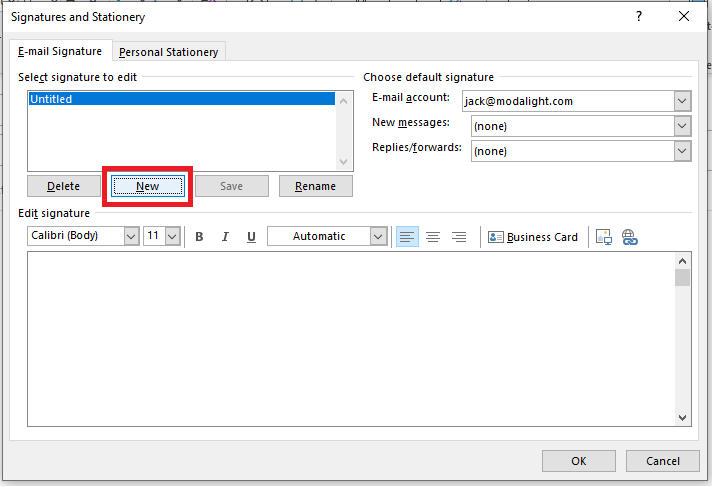 Signatures and Stationery
E-mail Signature
Personal Stationery
Select signature to edit
Untitled
Delete
New
Save
Rename
Choose default signature
E-mail account: jack@modalight.com
New messages: (none)
Replies/forwards: (none)
Edit signature
Calibri (Body) 11 B I U Automatic Business Card
OK
Cancel